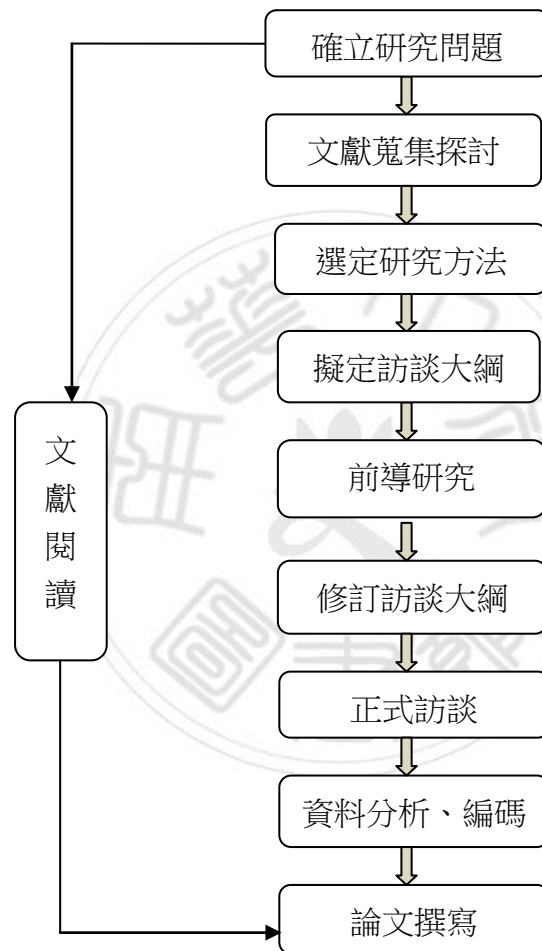 確立研究問題
文獻蒐集探討
選定研究方法
擬定訪談大綱
前導研究
文獻閱讀
修訂訪談大綱
正式訪談
資料分析、編碼
論文撰寫